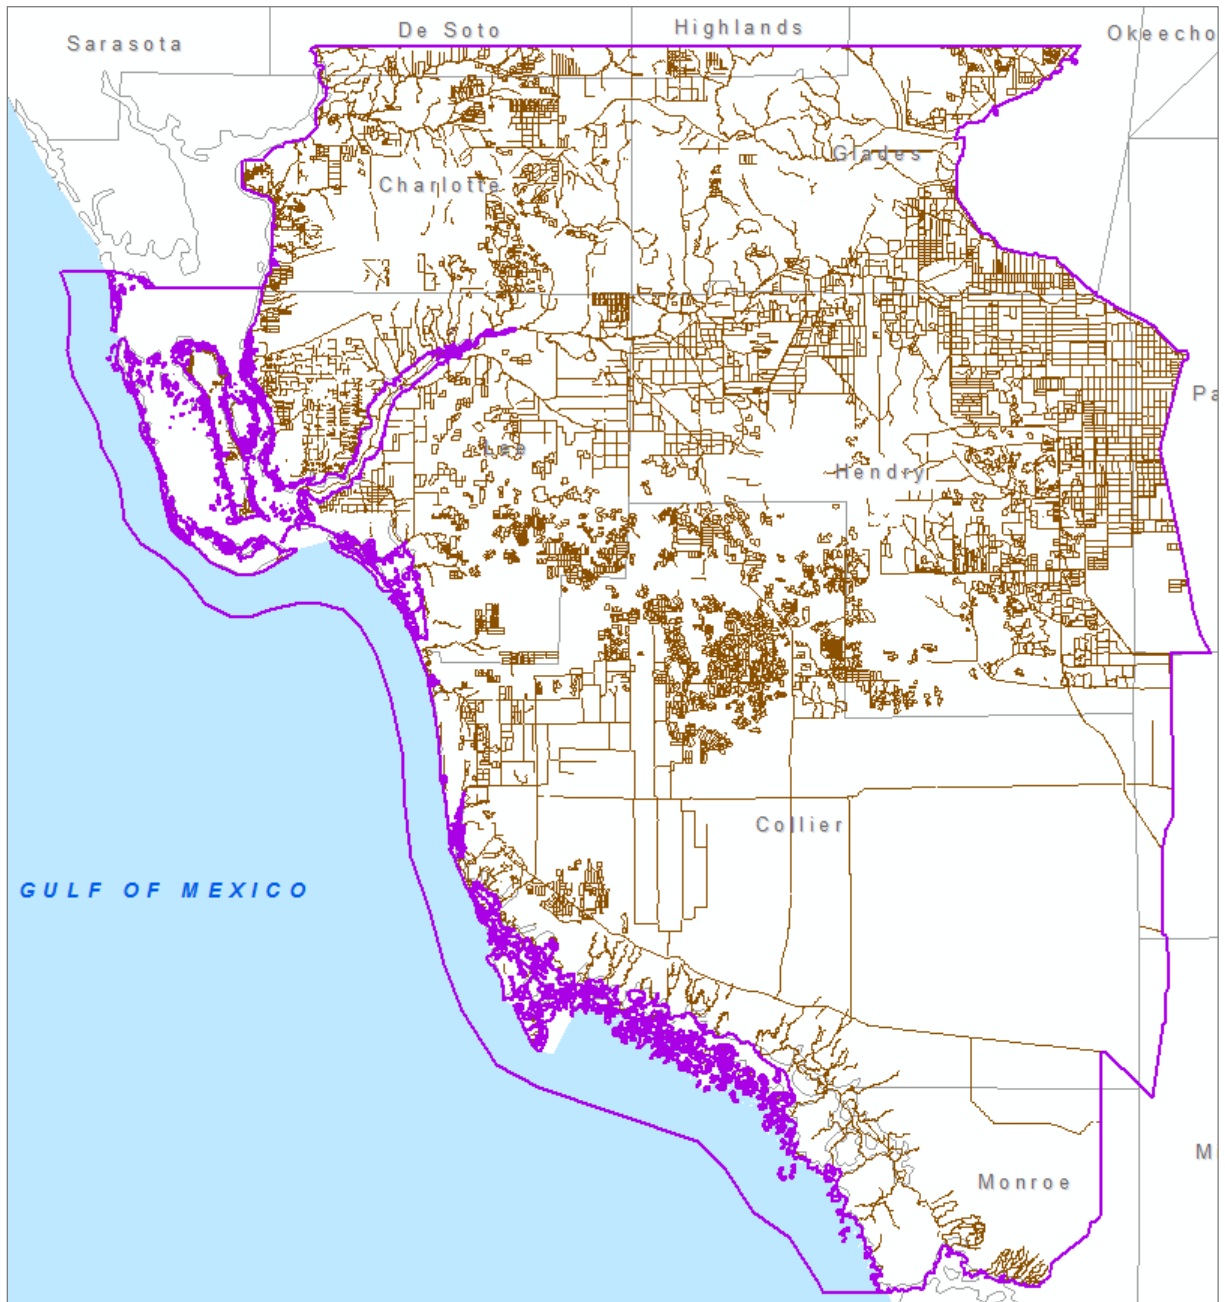 Sarasota
De Soto
Highlands
Okeecho
Glades
Charlotte
Pa
Lee
Hendry
Collier
GULF OF MEXICO
M
Monroe